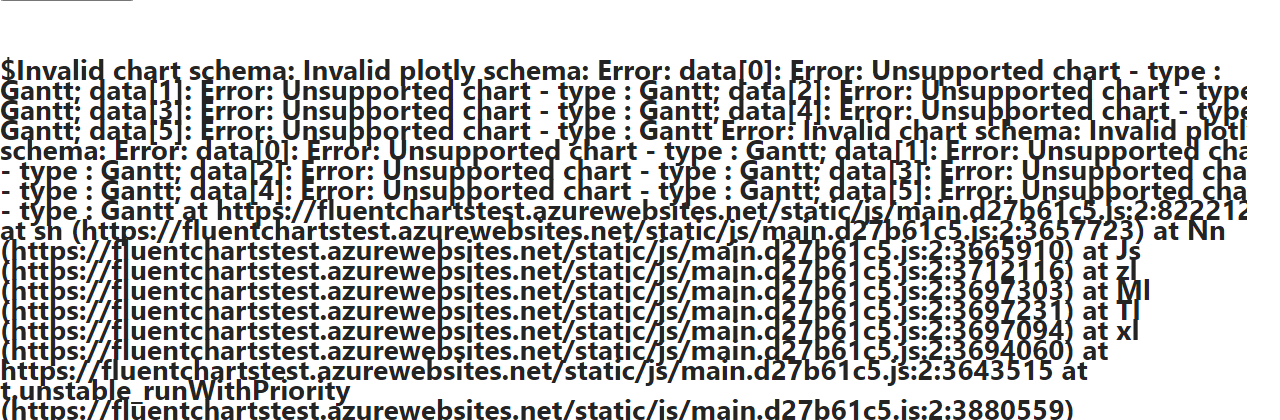 $Invalid chart schema: Invalid plotly schema: Error: data[0]: Error: Unsupported chart - type :
Gantt; data[1]: Error: Unsupported chart - type : Gantt; data[2]: Error: Unsupported chart - type
Gantt; data[3]: Error: Unsupported chart - type : Gantt; data[4]: Error: Unsupported chart - type
Gantt; data[5]: Error: Unsupported chart - type : Gantt Error: Invalid chart schema: Invalid plotl
schema: Error: data[0]: Error: Unsupported chart - type : Gantt; data[1]: Error: Unsupported cha
- type : Gantt; data[2]: Error: Unsupported chart - type : Gantt; data[3]: Error: Unsupported cha
- type : Gantt; data[4]: Error: Unsupported chart - type : Gantt; data[5]: Error: Unsupported cha
- type : Gantt at https://fluentchartstest.azurewebsites.net/static/js/main.d27b61c5.js:2:822212
at sh (https://fluentchartstest.azurewebsites.net/static/js/main.d27b61c5.js:2:3657723) at Nn
(https://fluentchartstest.azurewebsites.net/static/js/main.d27b61c5.js:2:3665910) at Js
(https://fluentchartstest.azurewebsites.net/static/js/main.d27b61c5.js:2:3712116) at zl
(https://fluentchartstest.azurewebsites.net/static/js/main.d27b61c5.js:2:3697303) at Ml
(https://fluentchartstest.azurewebsites.net/static/js/main.d27b61c5.js:2:3697231) at Tl
(https://fluentchartstest.azurewebsites.net/static/js/main.d27b61c5.js:2:3697094) at xl
(https://fluentchartstest.azurewebsites.net/static/js/main.d27b61c5.js:2:3694060) at
https://fluentchartstest.azurewebsites.net/static/js/main.d27b61c5.js:2:3643515 at
t.unstable_runWithPriority
(https://fluentchartstest.azurewebsites.net/static/js/main.d27b61c5.js:2:3880559)